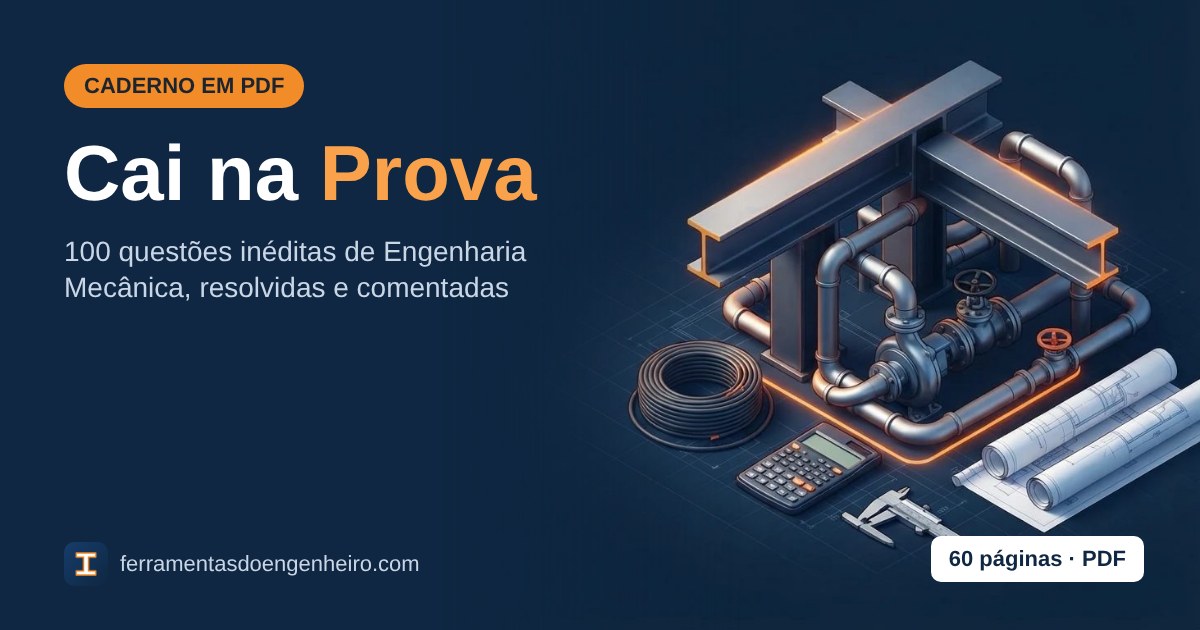 CADERNO EM PDF
Cai na Prova
100 questões inéditas de Engenharia
Mecânica, resolvidas e comentadas
ferramentasdoengenheiro.com
60 páginas · PDF